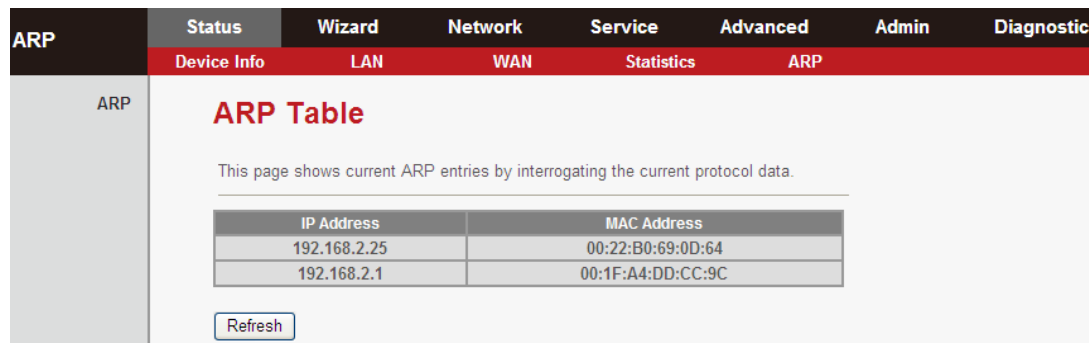 ARP
Status Wizard Network Service Advanced Admin Diagnostic
Device Info LAN WAN Statistics ARP
ARP
ARP Table
This page shows current ARP entries by interrogating the current protocol data.
IP Address MAC Address
192.168.2.25 00:22:B0:69:0D:64
192.168.2.1 00:1F:A4:DD:CC:9C
Refresh